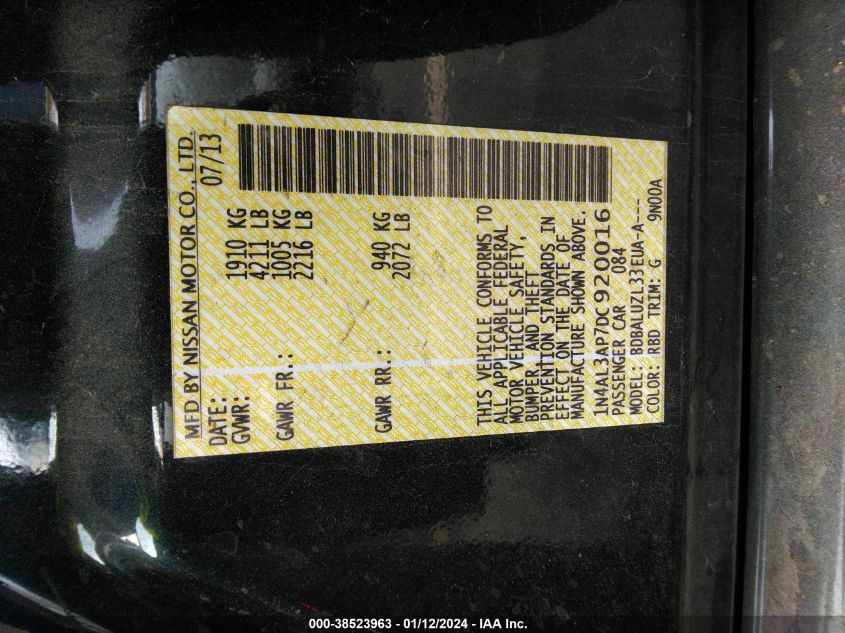 MFD BY NISSAN MOTOR CO., LTD.
DATE: 07/13
GVWR: 1910 KG
4211 LB
GAWR FR.: 1005 KG
2216 LB
GAWR RR.: 940 KG
2072 LB
THIS VEHICLE CONFORMS TO
ALL APPLICABLE FEDERAL
MOTOR VEHICLE SAFETY,
BUMPER, AND THEFT
PREVENTION STANDARDS IN
EFFECT ON THE DATE OF
MANUFACTURE SHOWN ABOVE.
1N4AL3AP7DC920016
PASSENGER CAR 084
MODEL: BDBALUZL33EUA-A---
COLOR: RBD TRIM: G 9N00A
000-38523963 - 01/12/2024 - IAA Inc.